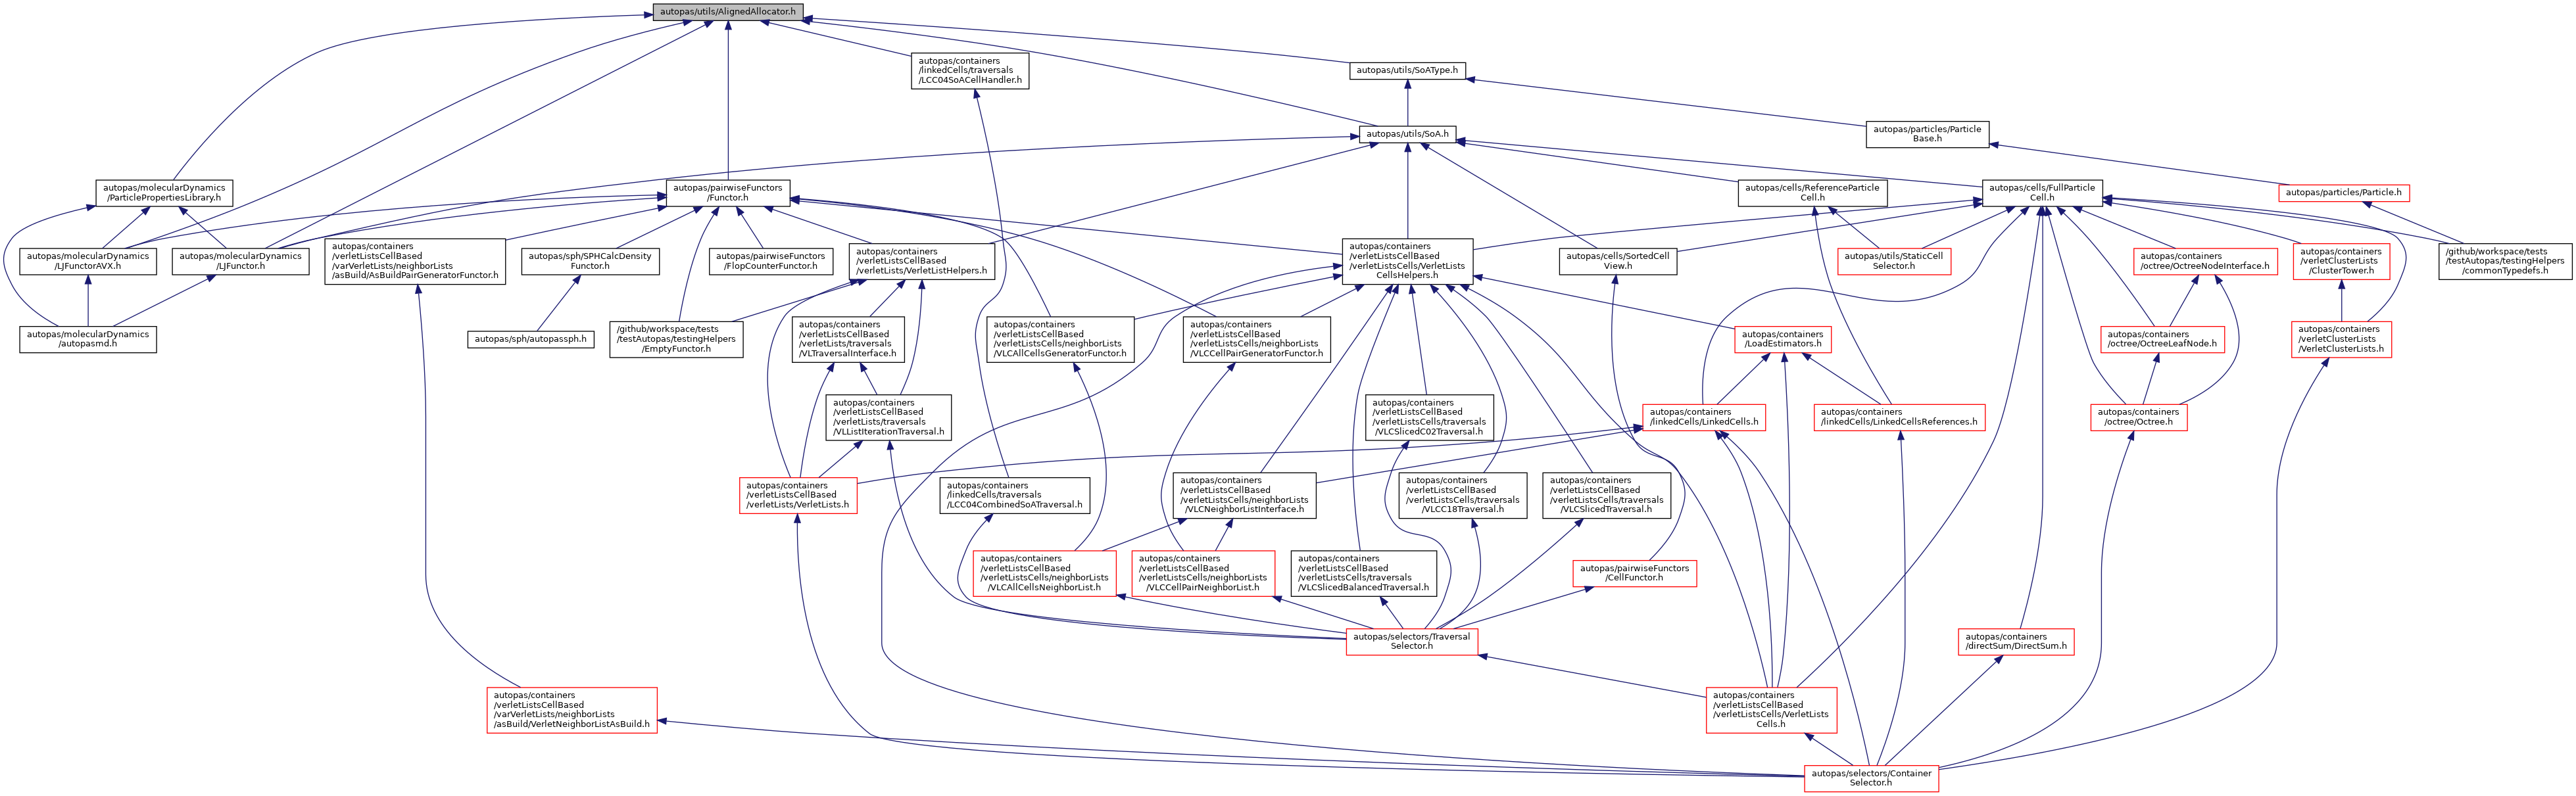 autopas/utils/AlignedAllocator.h
autopas/containers
/linkedCells/traversals
/LCC04SoACellHandler.h
autopas/utils/SoAType.h
autopas/utils/SoA.h
autopas/particles/Particle
Base.h
autopas/molecularDynamics
/ParticlePropertiesLibrary.h
autopas/pairwiseFunctors
/Functor.h
autopas/cells/ReferenceParticle
Cell.h
autopas/cells/FullParticle
Cell.h
autopas/particles/Particle.h
autopas/molecularDynamics
/LJFunctorAVX.h
autopas/molecularDynamics
/LJFunctor.h
autopas/containers
/verletListsCellBased
/varVerletLists/neighborLists
/asBuild/AsBuildPairGeneratorFunctor.h
autopas/sph/SPHCalcDensity
Functor.h
autopas/pairwiseFunctors
/FlopCounterFunctor.h
autopas/containers
/verletListsCellBased
/verletLists/VerletListHelpers.h
autopas/containers
/verletListsCellBased
/verletListsCells/VerletLists
CellsHelpers.h
autopas/cells/SortedCell
View.h
autopas/utils/StaticCell
Selector.h
autopas/containers
/octree/OctreeNodeInterface.h
autopas/containers
/verletClusterLists
/ClusterTower.h
/github/workspace/tests
/testAutopas/testingHelpers
/commonTypedefs.h
autopas/molecularDynamics
/autopasmd.h
autopas/sph/autopassph.h
/github/workspace/tests
/testAutopas/testingHelpers
/EmptyFunctor.h
autopas/containers
/verletListsCellBased
/verletLists/traversals
/VLTraversalInterface.h
autopas/containers
/verletListsCellBased
/verletListsCells/neighborLists
/VLCAllCellsGeneratorFunctor.h
autopas/containers
/verletListsCellBased
/verletListsCells/neighborLists
/VLCCellPairGeneratorFunctor.h
autopas/containers
/LoadEstimators.h
autopas/containers
/octree/OctreeLeafNode.h
autopas/containers
/verletClusterLists
/VerletClusterLists.h
autopas/containers
/verletListsCellBased
/verletLists/traversals
/VLListIterationTraversal.h
autopas/containers
/verletListsCellBased
/verletListsCells/traversals
/VLCSlicedC02Traversal.h
autopas/containers
/linkedCells/LinkedCells.h
autopas/containers
/linkedCells/LinkedCellsReferences.h
autopas/containers
/octree/Octree.h
autopas/containers
/verletListsCellBased
/verletLists/VerletLists.h
autopas/containers
/linkedCells/traversals
/LCC04CombinedSoATraversal.h
autopas/containers
/verletListsCellBased
/verletListsCells/neighborLists
/VLCNeighborListInterface.h
autopas/containers
/verletListsCellBased
/verletListsCells/traversals
/VLCC18Traversal.h
autopas/containers
/verletListsCellBased
/verletListsCells/traversals
/VLCSlicedTraversal.h
autopas/containers
/verletListsCellBased
/verletListsCells/neighborLists
/VLCAllCellsNeighborList.h
autopas/containers
/verletListsCellBased
/verletListsCells/neighborLists
/VLCCellPairNeighborList.h
autopas/containers
/verletListsCellBased
/verletListsCells/traversals
/VLCSlicedBalancedTraversal.h
autopas/pairwiseFunctors
/CellFunctor.h
autopas/selectors/Traversal
Selector.h
autopas/containers
/directSum/DirectSum.h
autopas/containers
/verletListsCellBased
/varVerletLists/neighborLists
/asBuild/VerletNeighborListAsBuild.h
autopas/containers
/verletListsCellBased
/verletListsCells/VerletLists
Cells.h
autopas/selectors/Container
Selector.h